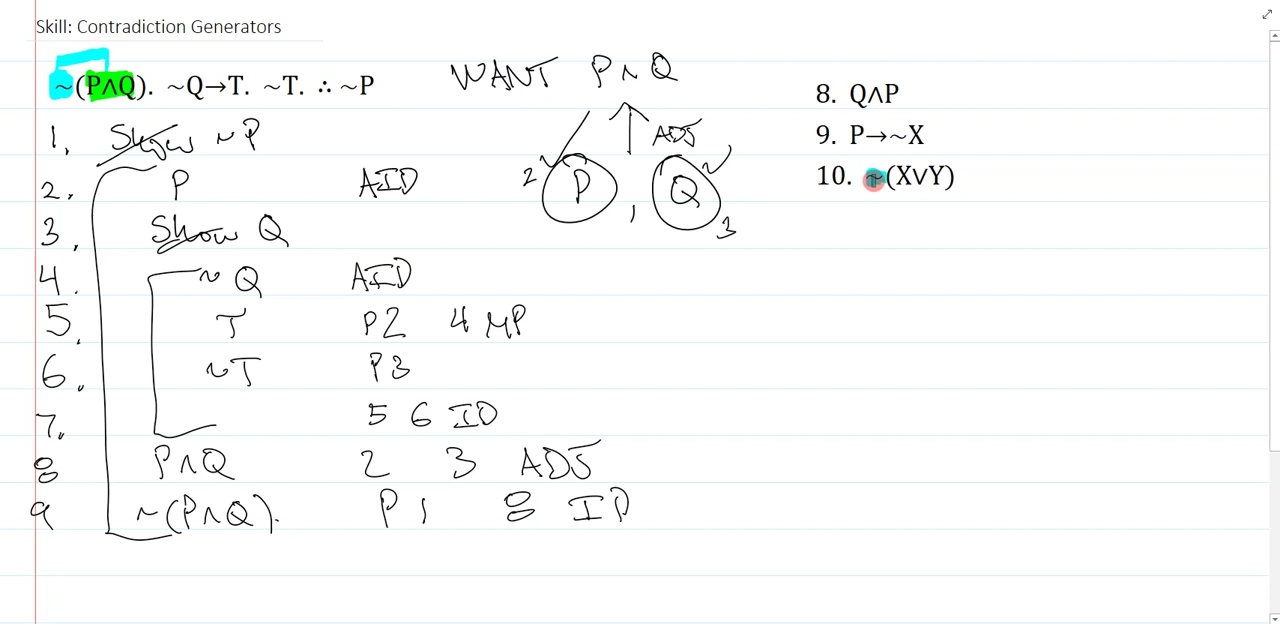 Skill: Contradiction Generators
~(P∧Q). ~Q→T. ~T. ∴ ~P
WANT P∧Q
ADJ
2 P , Q 3
1. Show ~P
2. P AID
3. Show Q
4. ~Q AID
5. T P2 4 MP
6. ~T P3
7. 5 6 ID
8 P∧Q 2 3 ADJ
9 ~(P∧Q). P1 8 ID
8. Q∧P
9. P→~X
10. ~(X∨Y)